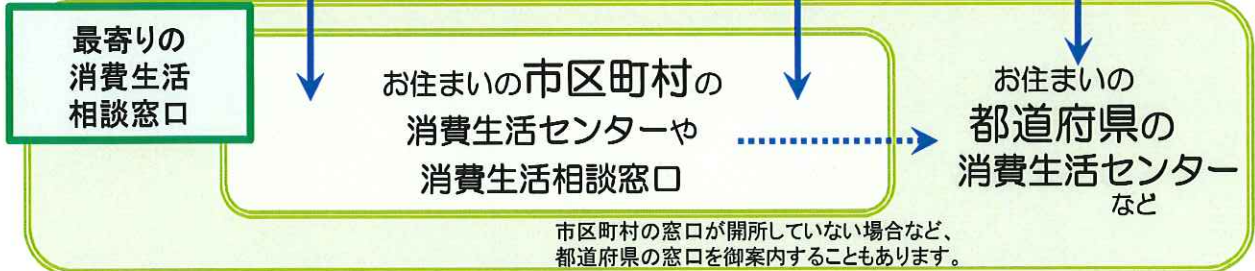 最寄りの
消費生活
相談窓口
お住まいの市区町村の
消費生活センターや
消費生活相談窓口
お住まいの
都道府県の
消費生活センター
など
市区町村の窓口が開所していない場合など、
都道府県の窓口を御案内することもあります。